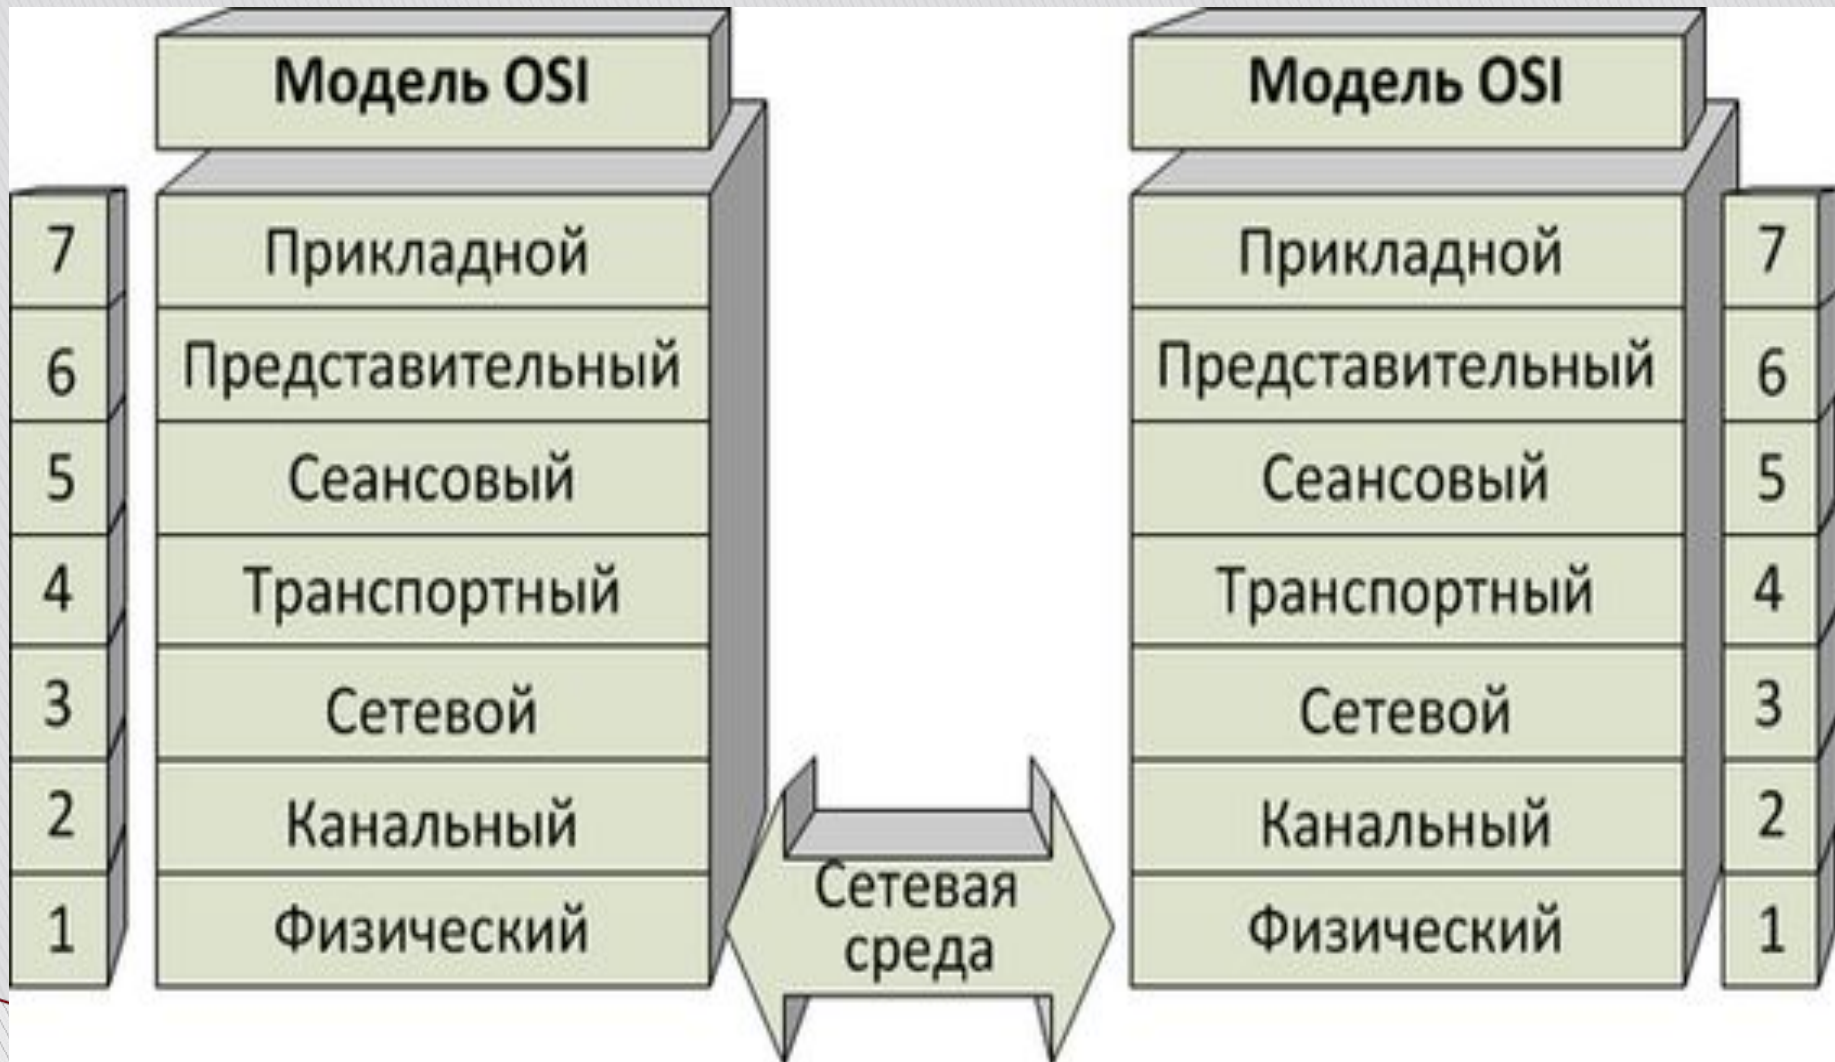 Модель OSI
7 Прикладной
6 Представительный
5 Сеансовый
4 Транспортный
3 Сетевой
2 Канальный
1 Физический
Сетевая
среда
Модель OSI
Прикладной 7
Представительный 6
Сеансовый 5
Транспортный 4
Сетевой 3
Канальный 2
Физический 1